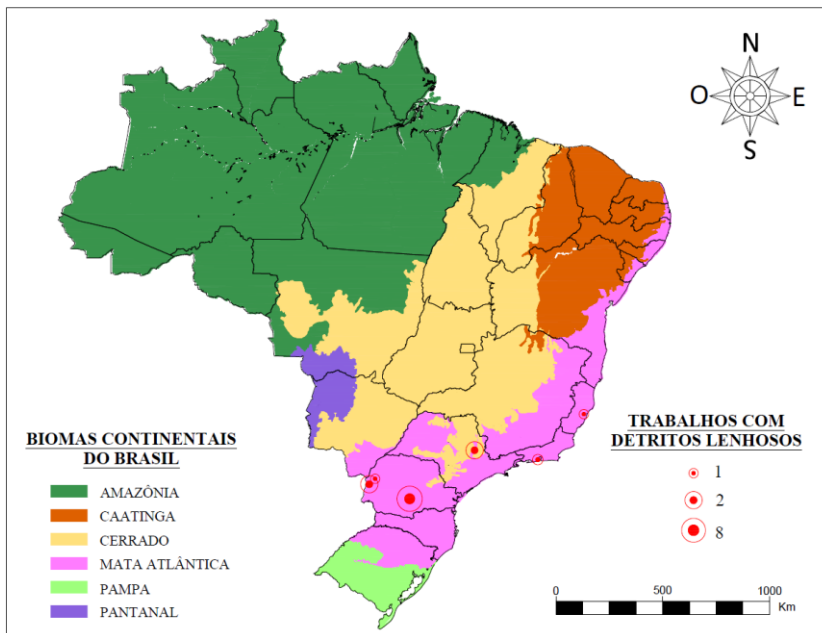 N
O
E
S
BIOMAS CONTINENTAIS
DO BRASIL
AMAZÔNIA
CAATINGA
CERRADO
MATA ATLÂNTICA
PAMPA
PANTANAL
TRABALHOS COM
DETRITOS LENHOSOS
1
2
8
0 500 1000
Km